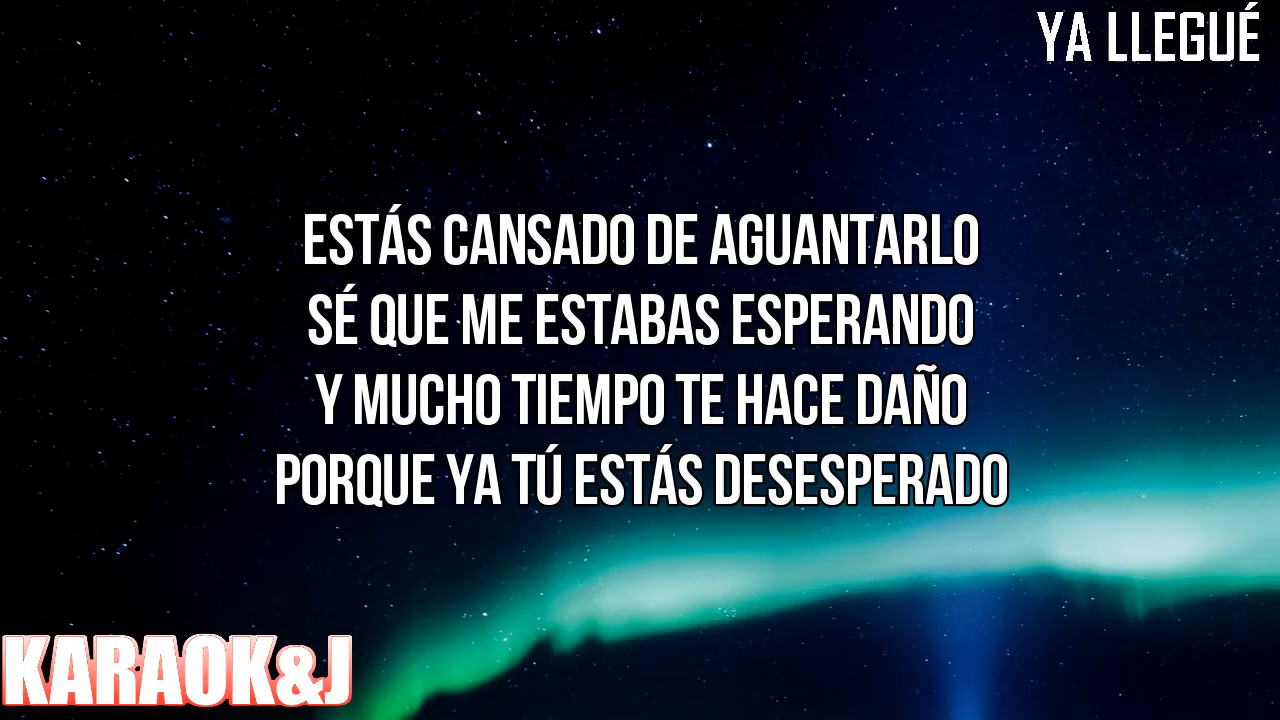 YA LLEGUÉ
ESTÁS CANSADO DE AGUANTARLO
SÉ QUE ME ESTABAS ESPERANDO
Y MUCHO TIEMPO TE HACE DAÑO
PORQUE YA TÚ ESTÁS DESESPERADO
KARAOK&J